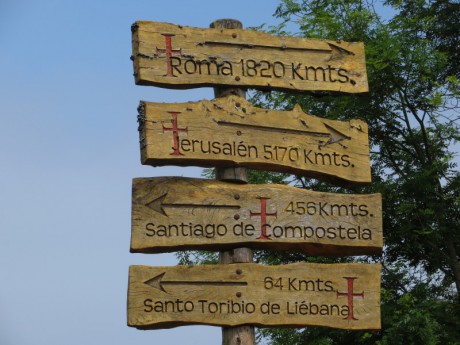 Roma 1820 Kmts.
Jerusalén 5170 Kmts.
456 Kmts.
Santiago de Compostela
64 Kmts.
Santo Toribio de Liébana